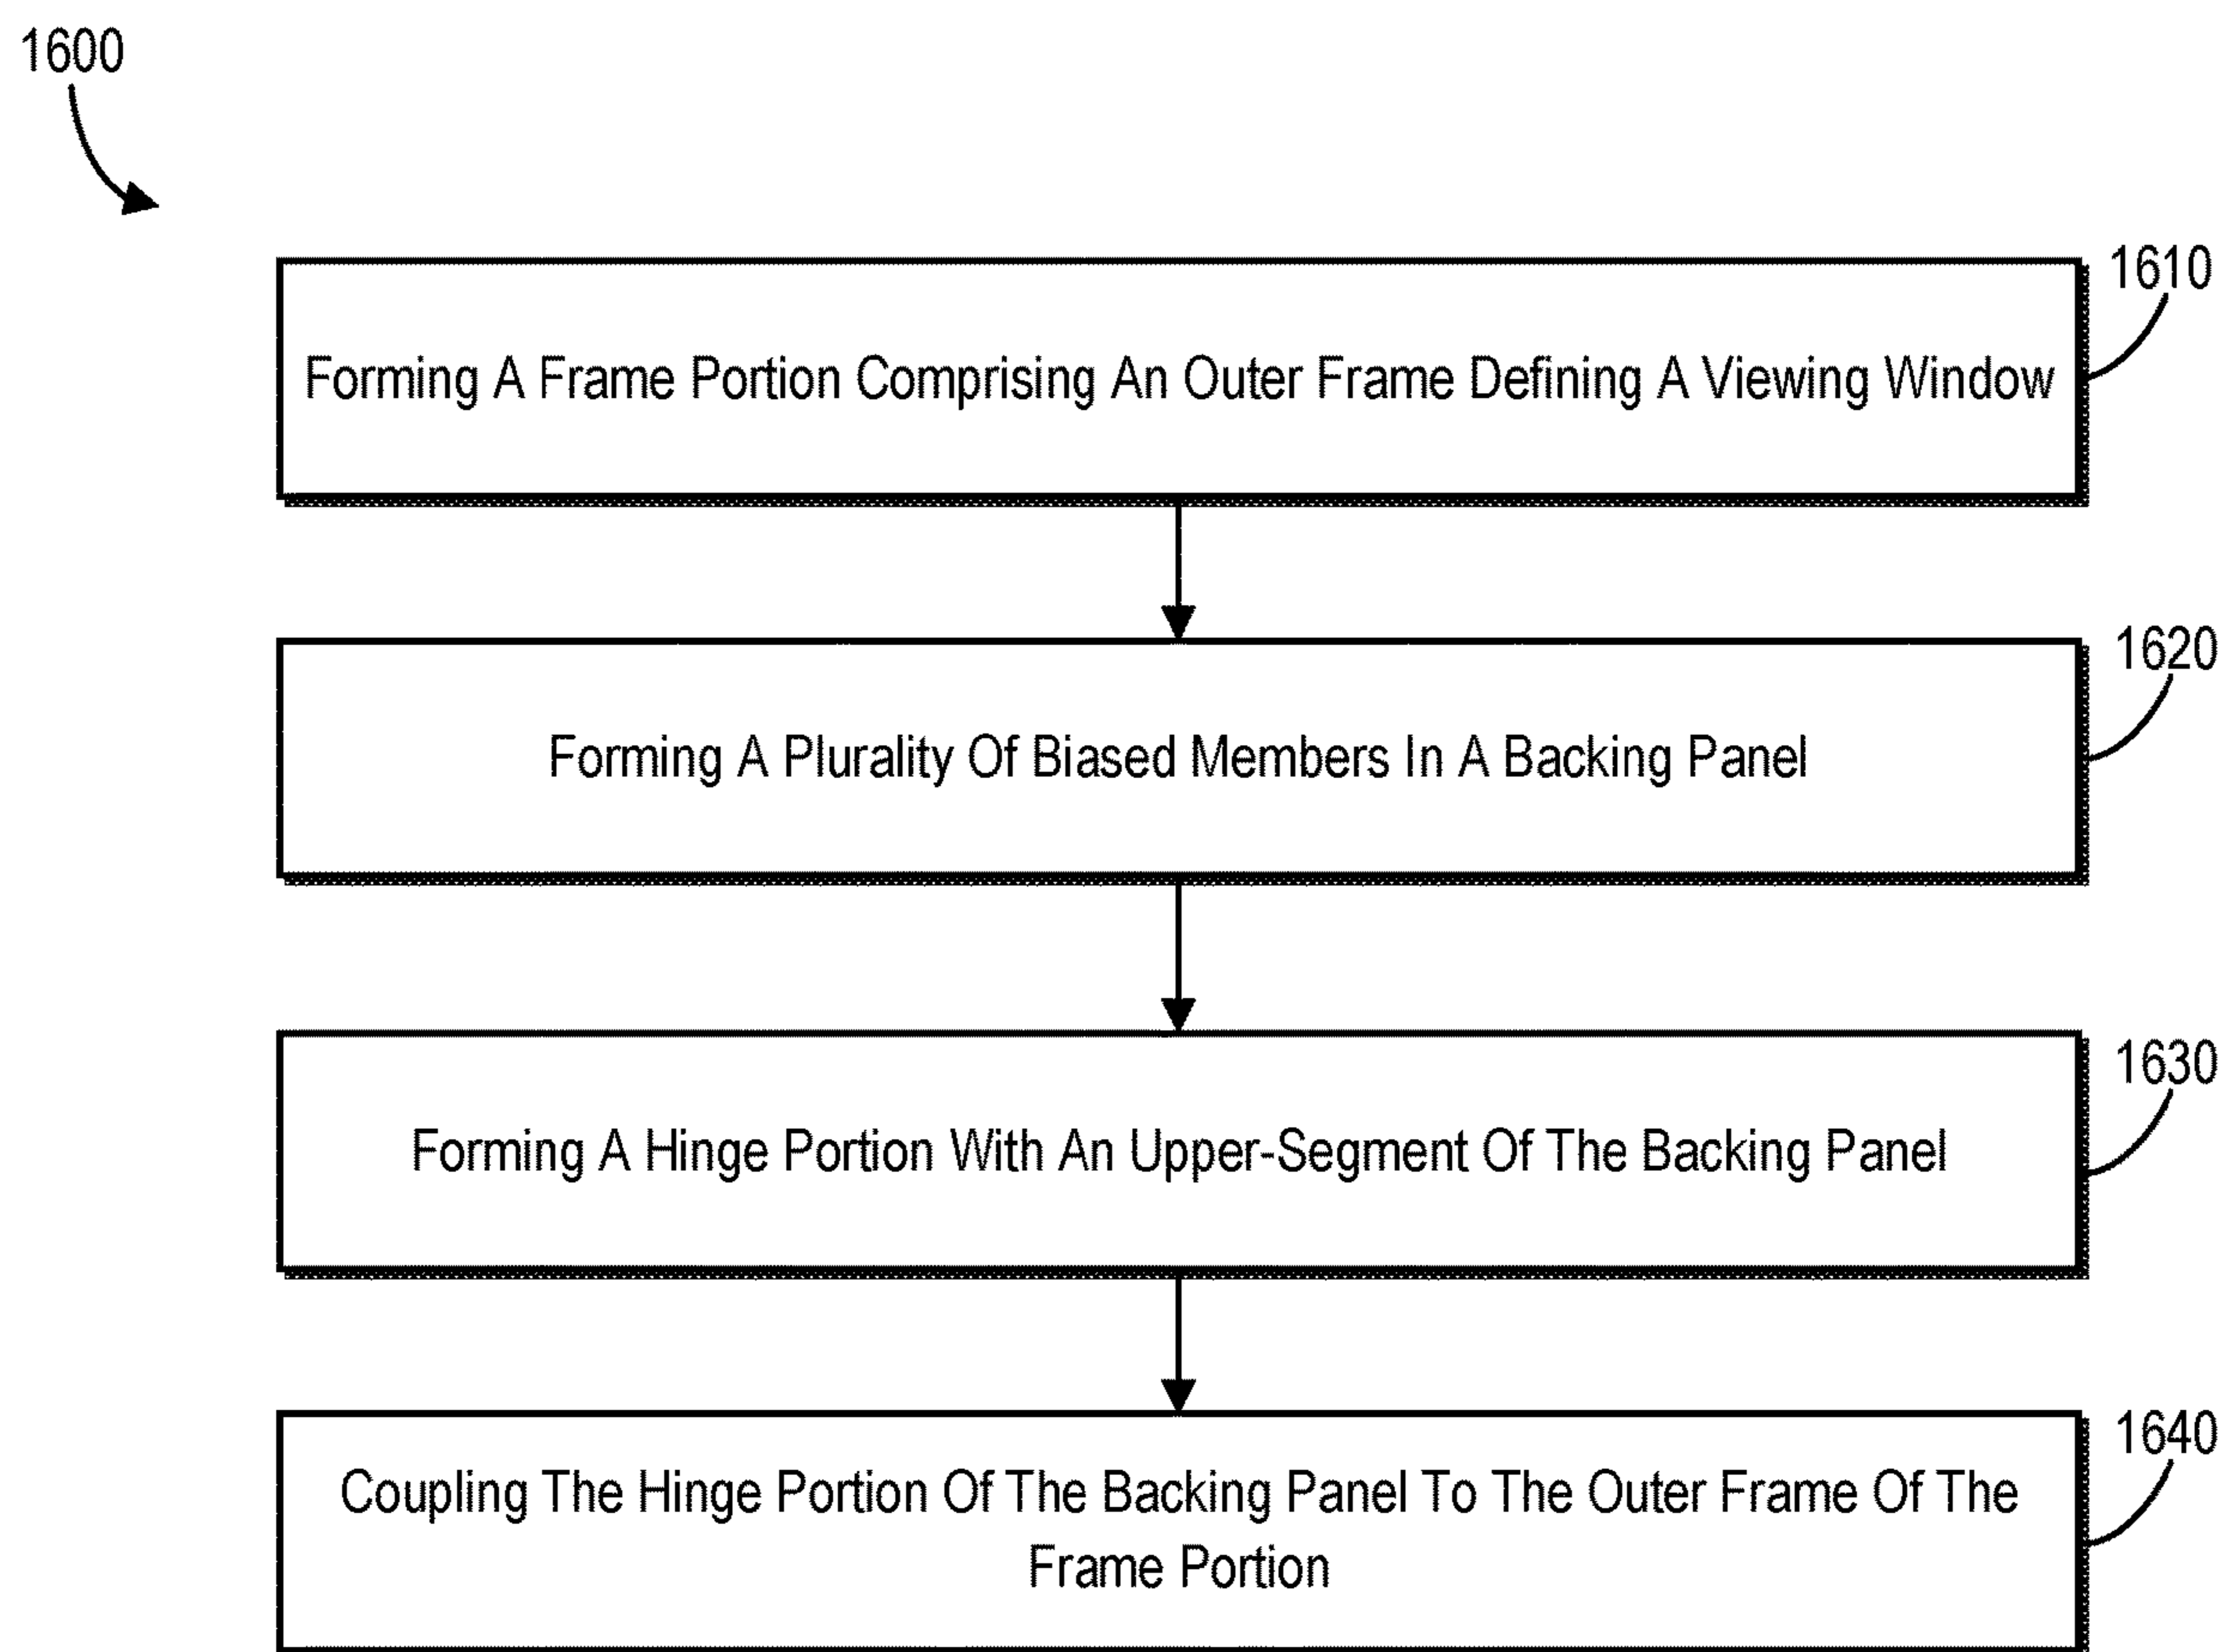 1600
1610
Forming A Frame Portion Comprising An Outer Frame Defining A Viewing Window
1620
Forming A Plurality Of Biased Members In A Backing Panel
1630
Forming A Hinge Portion With An Upper-Segment Of The Backing Panel
1640
Coupling The Hinge Portion Of The Backing Panel To The Outer Frame Of The
Frame Portion